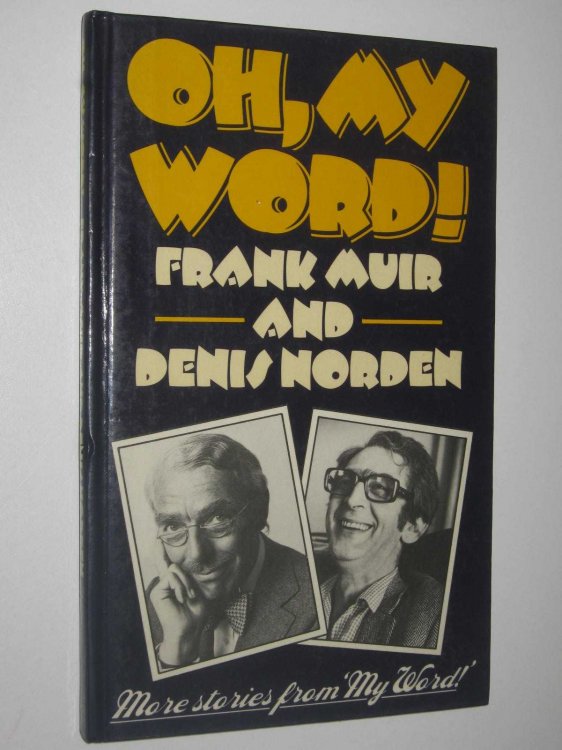 OH, MY
WORD!
FRANK MUIR
AND
DENIS NORDEN
More stories from 'My Word!'